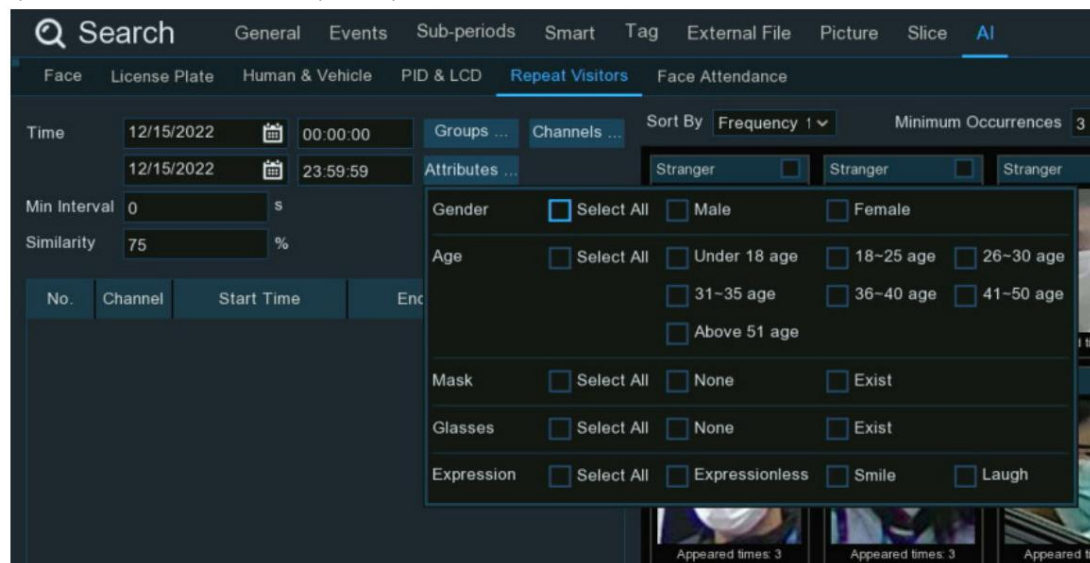 Search General Events Sub-periods Smart Tag External File Picture Slice AI
Face License Plate Human & Vehicle PID & LCD Repeat Visitors Face Attendance
Time 12/15/2022 00:00:00 Groups ... Channels ... Sort By Frequency Minimum Occurrences 3
12/15/2022 23:59:59 Attributes ... Stranger Stranger Stranger
Min Interval 0 s Gender Select All Male Female
Similarity 75 % Age Select All Under 18 age 18~25 age 26~30 age
No. Channel Start Time 31~35 age 36~40 age 41~50 age
Above 51 age
Mask Select All None Exist
Glasses Select All None Exist
Expression Select All Expressionless Smile Laugh
Appeared times: 3 Appeared times: 3 Appeared